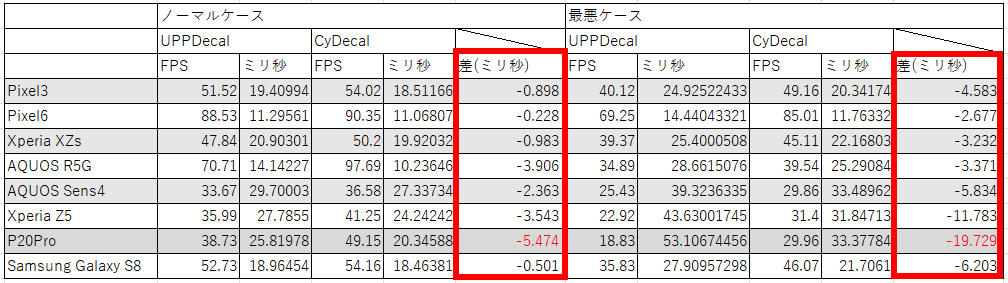 ノーマルケース 最悪ケース
UPPDecal CyDecal UPPDecal CyDecal
FPS ミリ秒 FPS ミリ秒 差(ミリ秒) FPS ミリ秒 FPS ミリ秒 差(ミリ秒)
Pixel3 51.52 19.40994 54.02 18.51166 -0.898 40.12 24.92522433 49.16 20.34174 -4.583
Pixel6 88.53 11.29561 90.35 11.06807 -0.228 69.25 14.44043321 85.01 11.76332 -2.677
Xperia XZs 47.84 20.90301 50.2 19.92032 -0.983 39.37 25.4000508 45.11 22.16803 -3.232
AQUOS R5G 70.71 14.14227 97.69 10.23646 -3.906 34.89 28.6615076 39.54 25.29084 -3.371
AQUOS Sens4 33.67 29.70003 36.58 27.33734 -2.363 25.43 39.3236335 29.86 33.48962 -5.834
Xperia Z5 35.99 27.7855 41.25 24.24242 -3.543 22.92 43.63001745 31.4 31.84713 -11.783
P20Pro 38.73 25.81978 49.15 20.34588 -5.474 18.83 53.10674456 29.96 33.37784 -19.729
Samsung Galaxy S8 52.73 18.96454 54.16 18.46381 -0.501 35.83 27.90957298 46.07 21.7061 -6.203